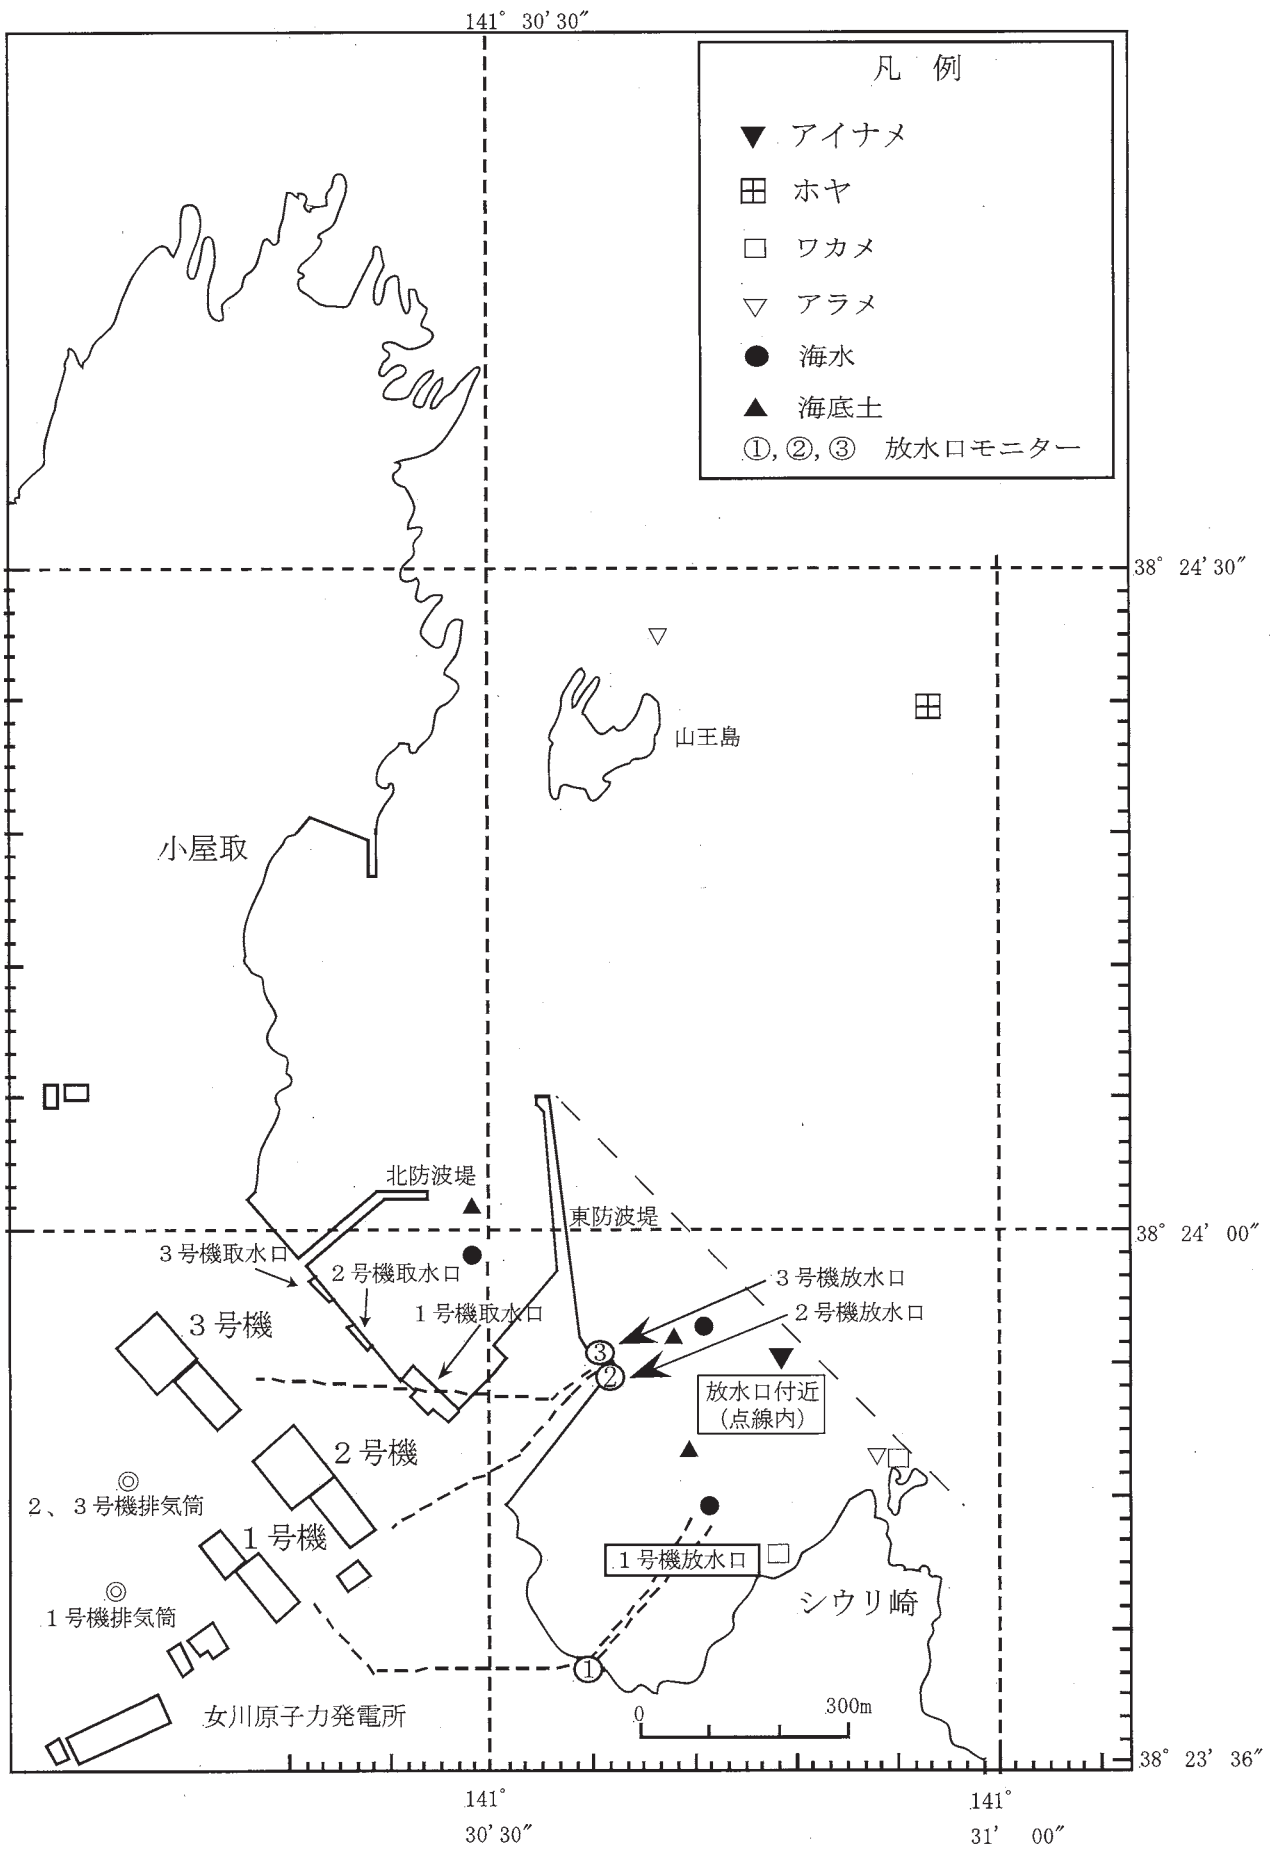 141° 30′30″
凡 例
アイナメ
ホヤ
ワカメ
アラメ
海水
海底土
①,②,③ 放水口モニター
38° 24′30″
山王島
小屋取
北防波堤
東防波堤
38° 24′00″
3号機取水口
2号機取水口
1号機取水口
3号機放水口
2号機放水口
3号機
③
②
放水口付近
(点線内)
2号機
2、3号機排気筒
1号機
1号機放水口
1号機排気筒
シウリ崎
①
女川原子力発電所
0 300m
38° 23′36″
141°
30′30″
141°
31′ 00″